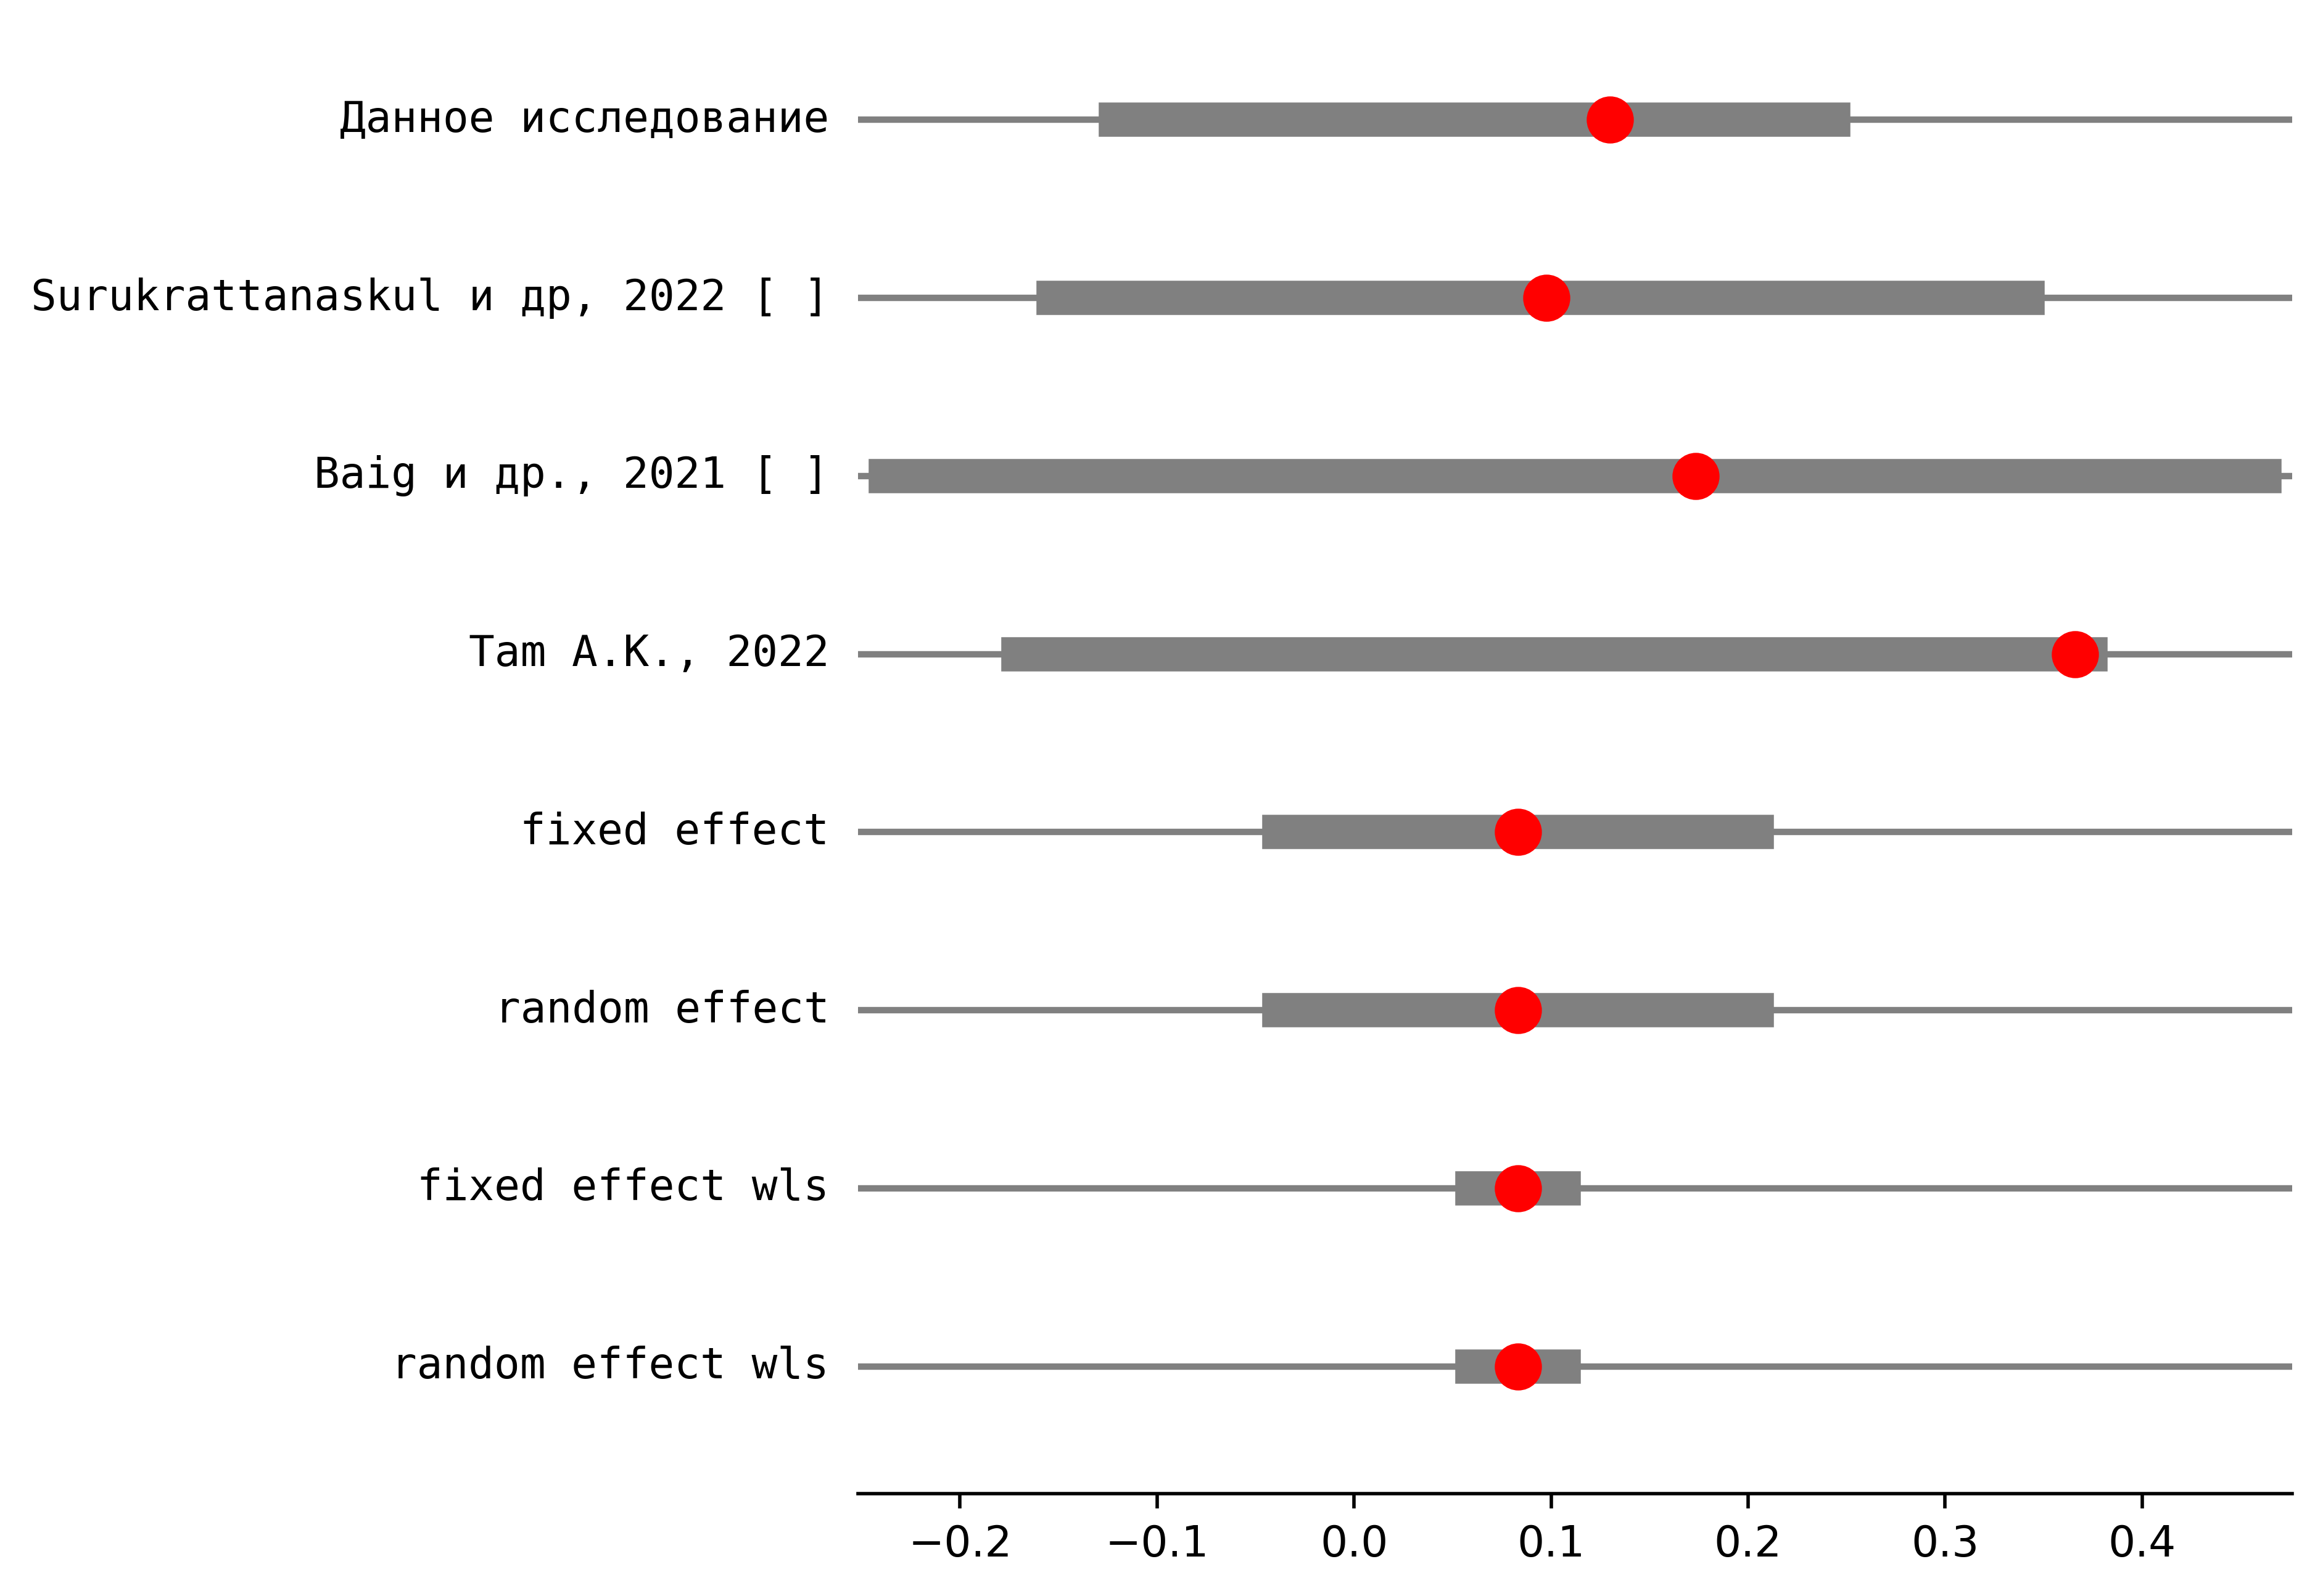 Данное исследование
Surukrattanaskul и др, 2022 [ ]
Baig и др., 2021 [ ]
Tam A.K., 2022
fixed effect
random effect
fixed effect wls
random effect wls
−0.2 −0.1 0.0 0.1 0.2 0.3 0.4